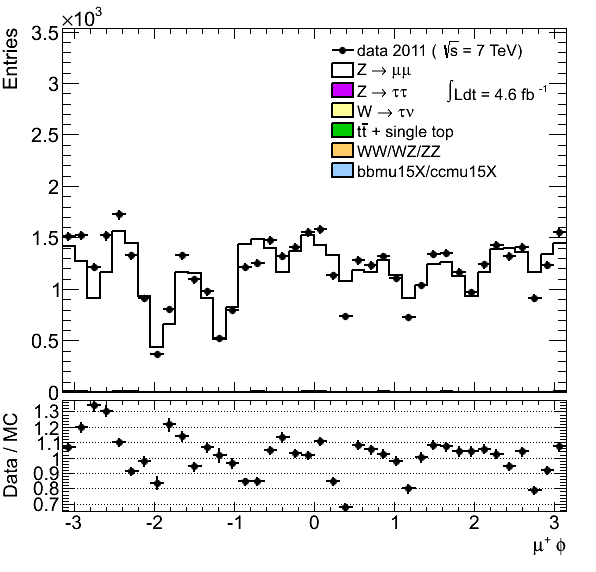 ×10³
Entries
3.5
3
2.5
2
1.5
1
0.5
0
data 2011 ( √s = 7 TeV)
Z → μμ
Z → ττ
∫Ldt = 4.6 fb⁻¹
W → τν
tt̄ + single top
WW/WZ/ZZ
bbmu15X/ccmu15X
Data / MC
1.3
1.2
1.1
1
0.9
0.8
0.7
-3 -2 -1 0 1 2 3
μ⁺ ϕ